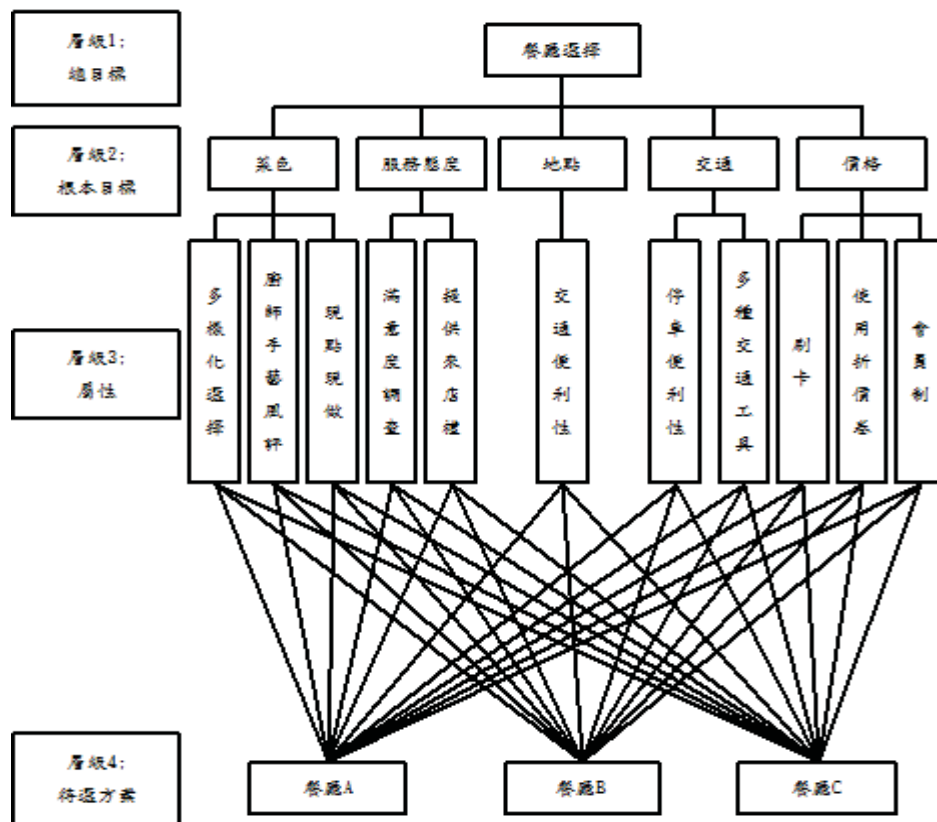 層級1:
總目標
餐廳選擇
層級2:
根本目標
菜色
服務態度
地點
交通
價格
層級3:
屬性
多樣化選擇
廚師手藝風評
現點現做
滿意度調查
提供來店禮
交通便利性
停車便利性
多種交通工具
刷卡
使用折價卷
會員制
層級4:
待選方案
餐廳A
餐廳B
餐廳C